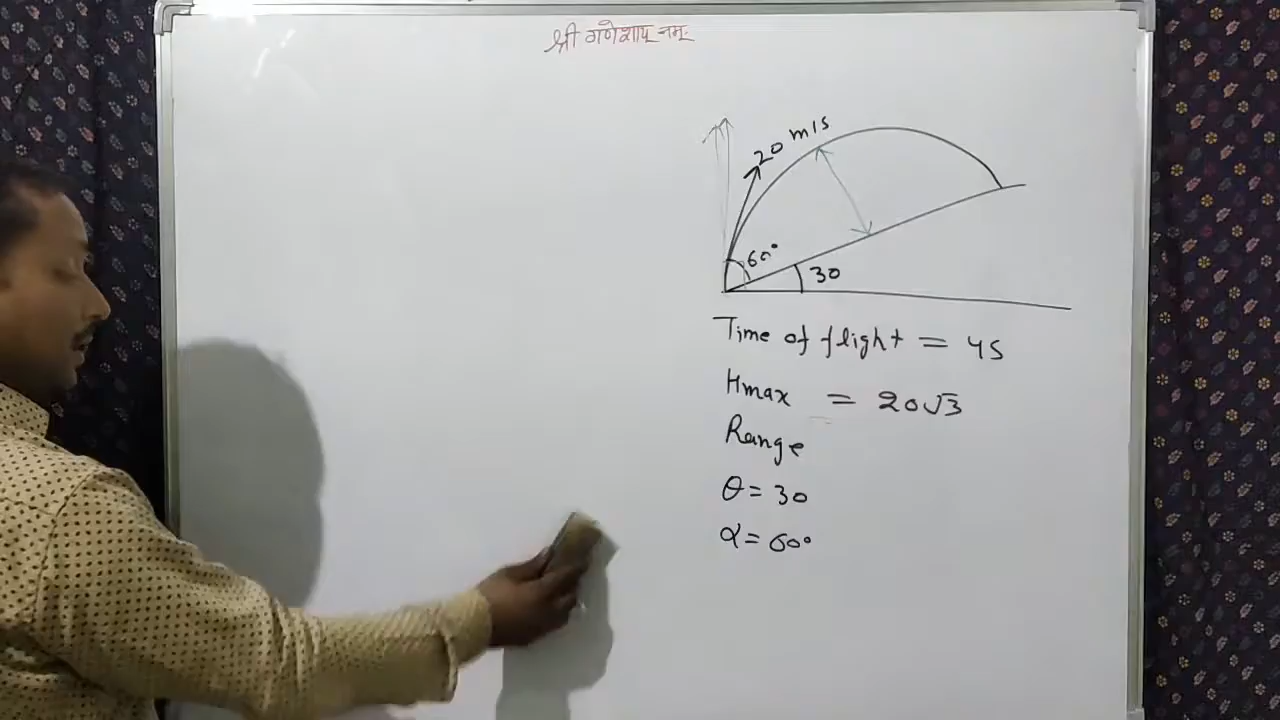 श्री गणेशाय नमः
20 m/s
60°
30
Time of flight = 4S
Hmax = 20√3
Range
θ = 30
α = 60°